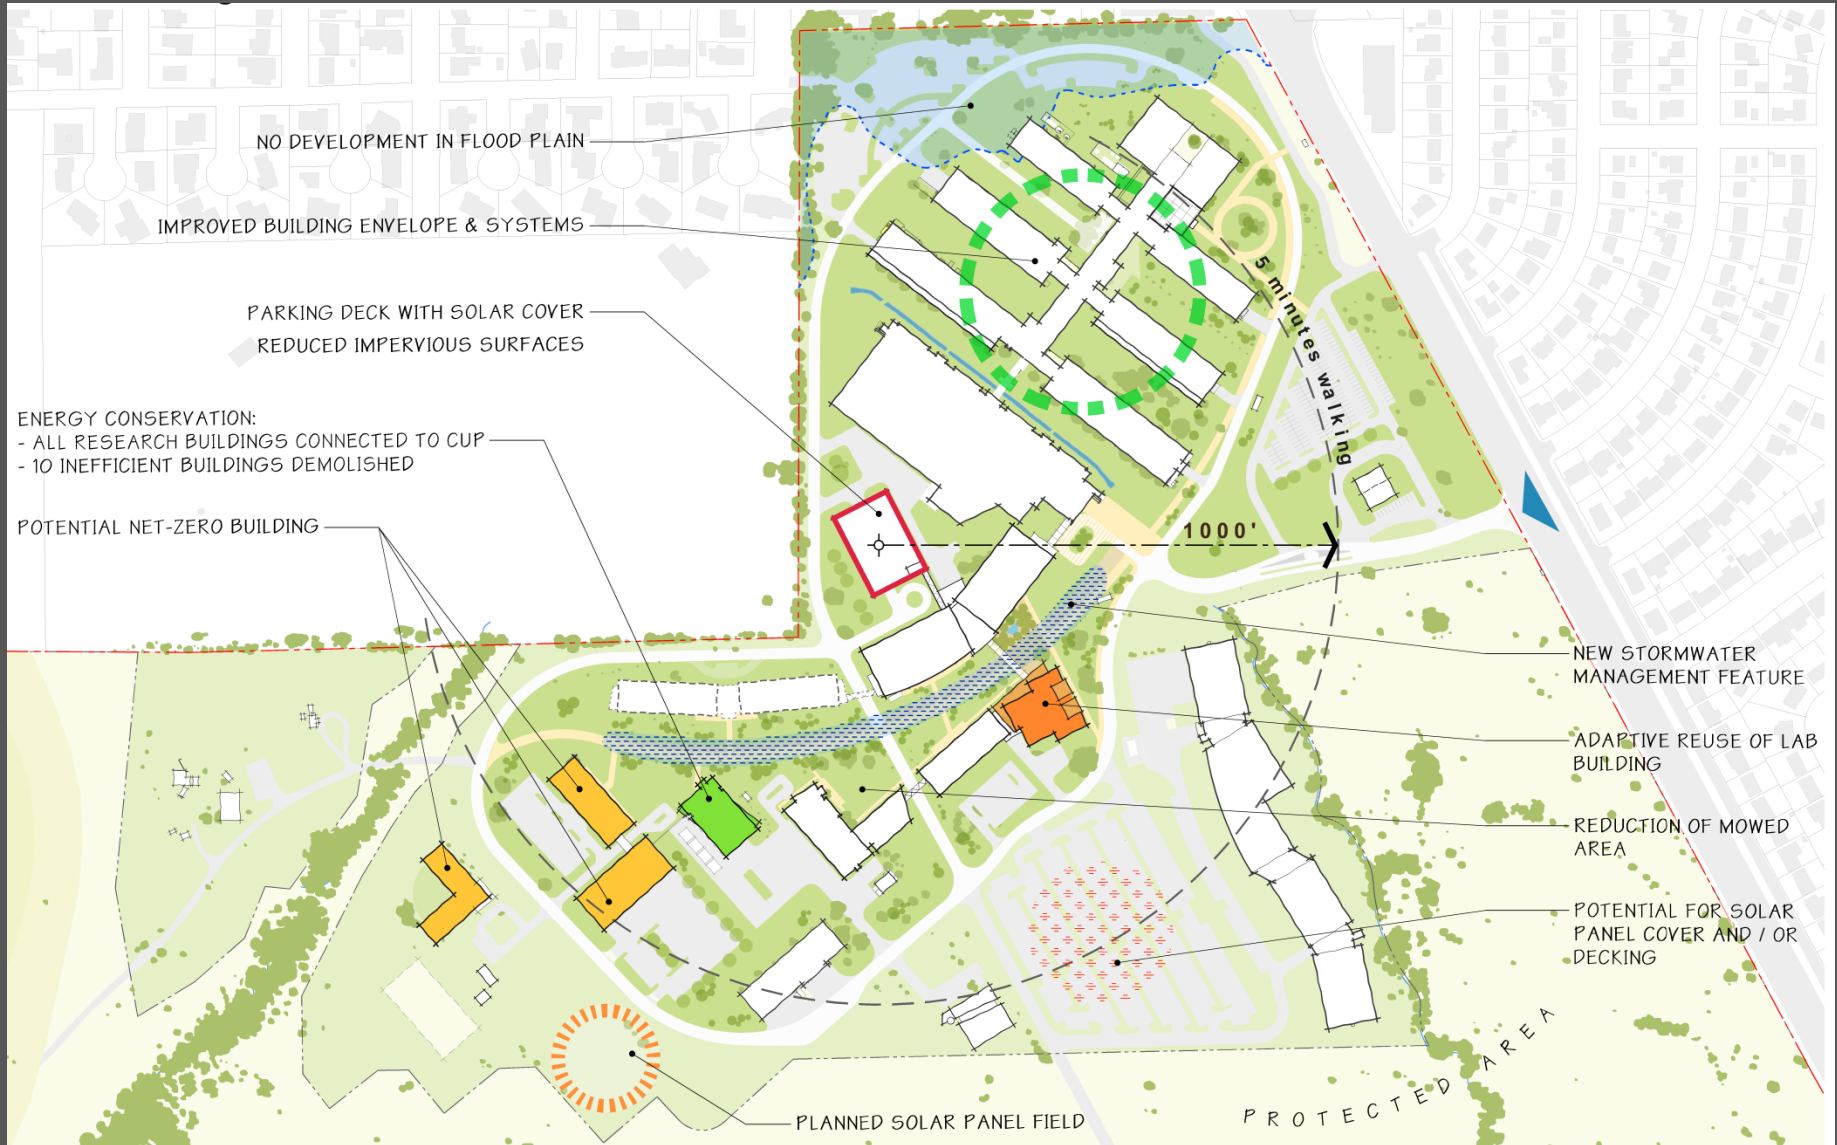 NO DEVELOPMENT IN FLOOD PLAIN
IMPROVED BUILDING ENVELOPE & SYSTEMS
PARKING DECK WITH SOLAR COVER
REDUCED IMPERVIOUS SURFACES
ENERGY CONSERVATION:
- ALL RESEARCH BUILDINGS CONNECTED TO CUP
- 10 INEFFICIENT BUILDINGS DEMOLISHED
POTENTIAL NET-ZERO BUILDING
5 minutes walking
1000'
NEW STORMWATER
MANAGEMENT FEATURE
ADAPTIVE REUSE OF LAB
BUILDING
REDUCTION OF MOWED
AREA
POTENTIAL FOR SOLAR
PANEL COVER AND / OR
DECKING
PROTECTED AREA
PLANNED SOLAR PANEL FIELD